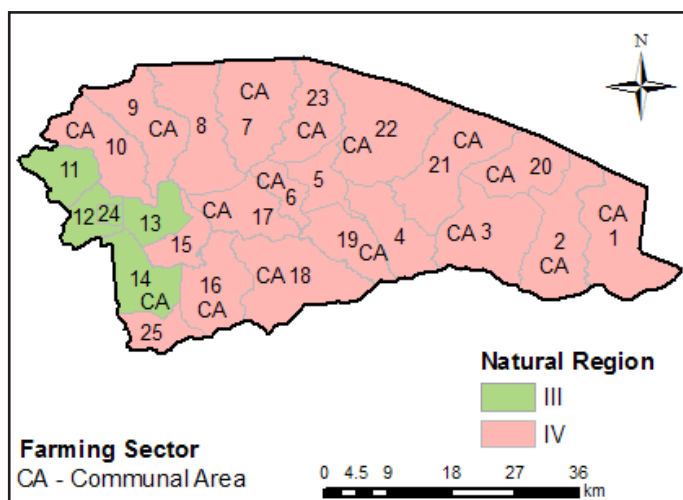 N
9
CA
23
CA
10
CA
8
7
CA
22
CA
CA
11
21
CA
20
CA
5
6
12
24
13
CA
17
CA
1
15
19
CA
4
CA 3
2
CA
14
CA
16
CA
CA 18
25
Natural Region
III
IV
Farming Sector
CA - Communal Area
0 4.5 9 18 27 36
km